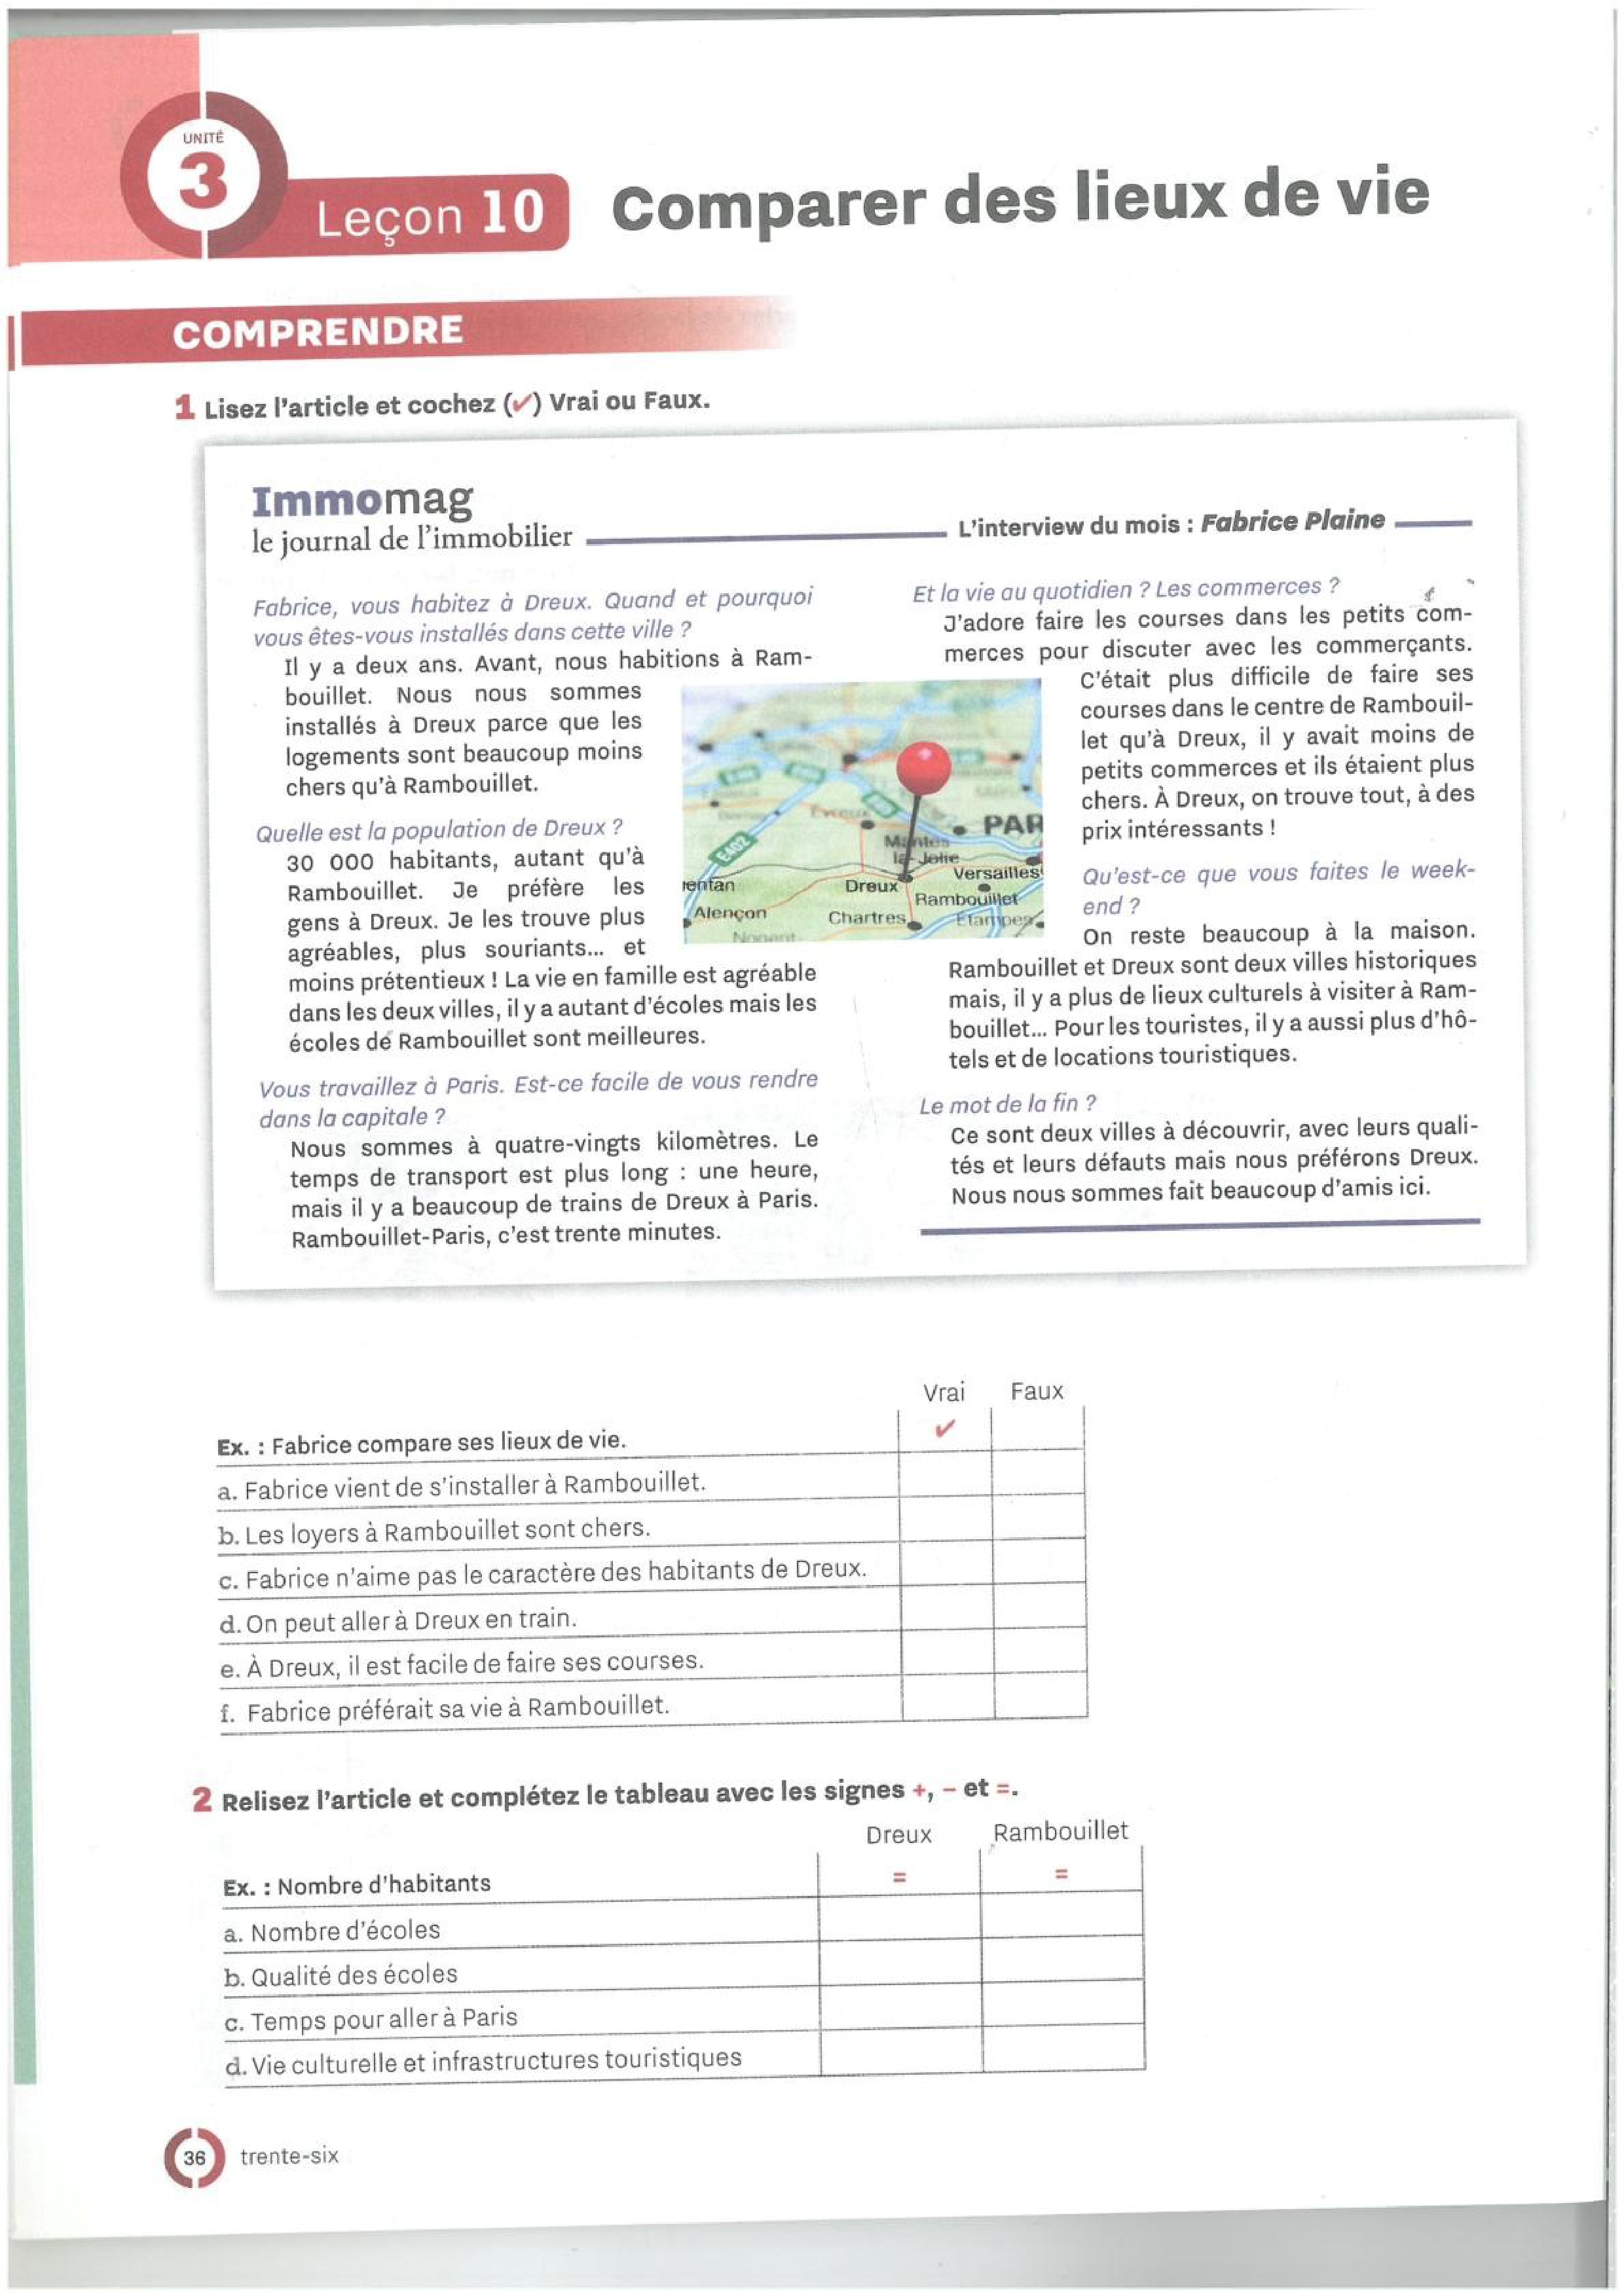 UNITÉ
3
Leçon 10
Comparer des lieux de vie
COMPRENDRE
1 Lisez l'article et cochez (✔) Vrai ou Faux.
Immomag
le journal de l'immobilier
L'interview du mois : Fabrice Plaine
Fabrice, vous habitez à Dreux. Quand et pourquoi
vous êtes-vous installés dans cette ville ?
Il y a deux ans. Avant, nous habitions à Ram-
bouillet. Nous nous sommes
installés à Dreux parce que les
logements sont beaucoup moins
chers qu'à Rambouillet.
Quelle est la population de Dreux ?
30 000 habitants, autant qu'à
Rambouillet. Je préfère les
gens à Dreux. Je les trouve plus
agréables, plus souriants... et
moins prétentieux ! La vie en famille est agréable
dans les deux villes, il y a autant d'écoles mais les
écoles de Rambouillet sont meilleures.
Vous travaillez à Paris. Est-ce facile de vous rendre
dans la capitale ?
Nous sommes à quatre-vingts kilomètres. Le
temps de transport est plus long : une heure,
mais il y a beaucoup de trains de Dreux à Paris.
Rambouillet-Paris, c'est trente minutes.
Et la vie au quotidien ? Les commerces ?
J'adore faire les courses dans les petits com-
merces pour discuter avec les commerçants.
C'était plus difficile de faire ses
courses dans le centre de Rambouil-
let qu'à Dreux, il y avait moins de
petits commerces et ils étaient plus
chers. À Dreux, on trouve tout, à des
prix intéressants !
Qu'est-ce que vous faites le week-
end ?
On reste beaucoup à la maison.
Rambouillet et Dreux sont deux villes historiques
mais, il y a plus de lieux culturels à visiter à Ram-
bouillet... Pour les touristes, il y a aussi plus d'hô-
tels et de locations touristiques.
Le mot de la fin ?
Ce sont deux villes à découvrir, avec leurs quali-
tés et leurs défauts mais nous préférons Dreux.
Nous nous sommes fait beaucoup d'amis ici.
Evreux
PAR
Mantes
la-Jolie
E402
Versailles
entan
Dreux
Rambouillet
Alençon
Chartres
Etampes
Nogent
Vrai Faux
Ex. : Fabrice compare ses lieux de vie. ✔
a. Fabrice vient de s'installer à Rambouillet.
b. Les loyers à Rambouillet sont chers.
c. Fabrice n'aime pas le caractère des habitants de Dreux.
d. On peut aller à Dreux en train.
e. À Dreux, il est facile de faire ses courses.
f. Fabrice préférait sa vie à Rambouillet.
2 Relisez l'article et complétez le tableau avec les signes +, − et =.
Dreux Rambouillet
Ex. : Nombre d'habitants = =
a. Nombre d'écoles
b. Qualité des écoles
c. Temps pour aller à Paris
d. Vie culturelle et infrastructures touristiques
36 trente-six